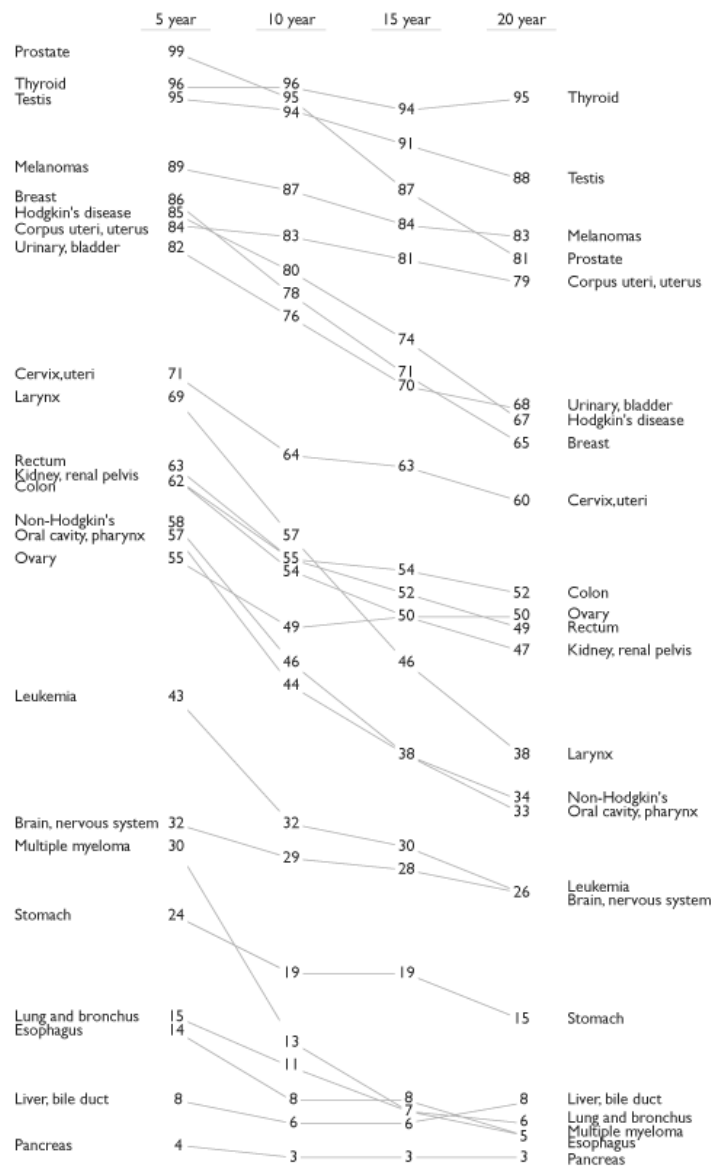 5 year 10 year 15 year 20 year
Prostate 99
Thyroid 96 96 94 95 Thyroid
Testis 95 95
94
91
88 Testis
Melanomas 89 87 87
84 83 Melanomas
Breast 86
Hodgkin's disease 85
Corpus uteri, uterus 84 83
Urinary, bladder 82 81 81 Prostate
80 79 Corpus uteri, uterus
78
76
74
Cervix,uteri 71 71
70
Larynx 69 68 Urinary, bladder
67 Hodgkin's disease
65 Breast
Rectum 63 64 63
Kidney, renal pelvis
Colon 62
60 Cervix,uteri
Non-Hodgkin's 58
Oral cavity, pharynx 57 57
Ovary 55 55 54
54 52 52 Colon
49 50 50 Ovary
49 Rectum
46 46 47 Kidney, renal pelvis
44
Leukemia 43
38 38 Larynx
34 Non-Hodgkin's
33 Oral cavity, pharynx
Brain, nervous system 32 32
Multiple myeloma 30 29 30
28
26 Leukemia
Brain, nervous system
Stomach 24
19 19
15 Stomach
Lung and bronchus 15
Esophagus 14 13
11
Liver, bile duct 8 8 8 8 Liver, bile duct
7
6 6 6 Lung and bronchus
5 Multiple myeloma
Esophagus
Pancreas 4 3 3 3 Pancreas